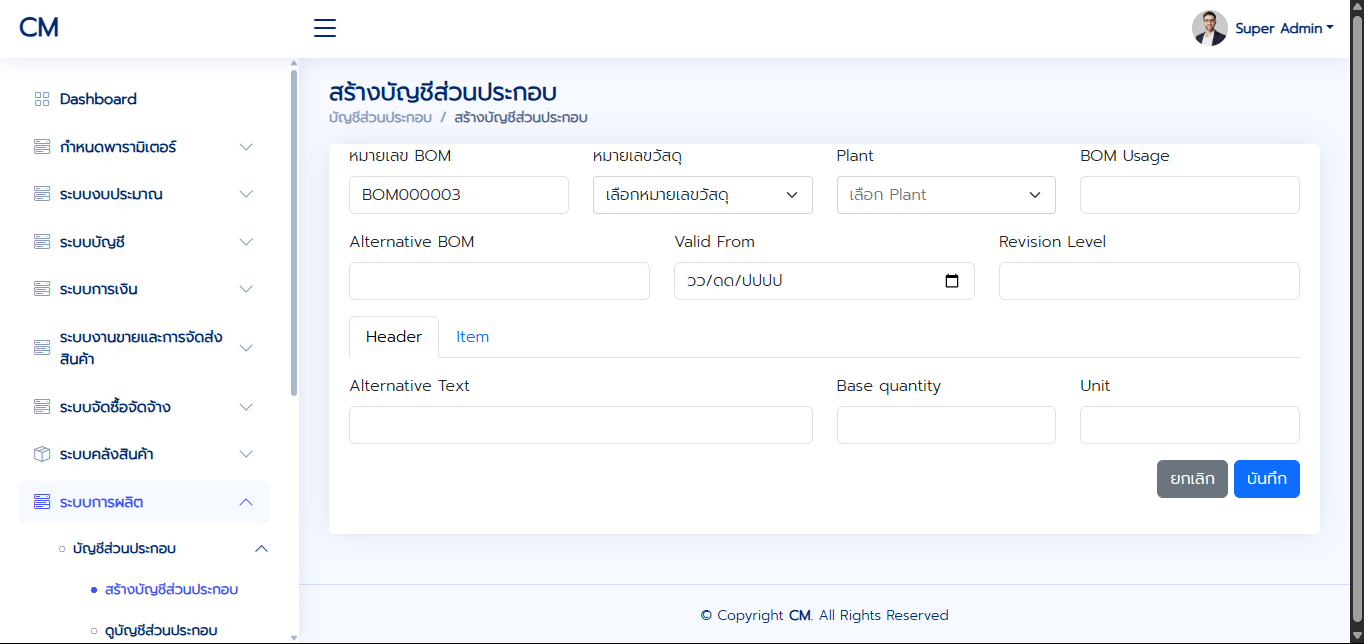 CM
Super Admin
Dashboard
กำหนดพารามิเตอร์
ระบบงบประมาณ
ระบบบัญชี
ระบบการเงิน
ระบบงานขายและการจัดส่ง
สินค้า
ระบบจัดซื้อจัดจ้าง
ระบบคลังสินค้า
ระบบการผลิต
บัญชีส่วนประกอบ
สร้างบัญชีส่วนประกอบ
ดูบัญชีส่วนประกอบ
สร้างบัญชีส่วนประกอบ
บัญชีส่วนประกอบ / สร้างบัญชีส่วนประกอบ
หมายเลข BOM หมายเลขวัสดุ Plant BOM Usage
BOM000003 เลือกหมายเลขวัสดุ เลือก Plant
Alternative BOM Valid From Revision Level
วว/ดด/ปปปป
Header Item
Alternative Text Base quantity Unit
ยกเลิก บันทึก
© Copyright CM. All Rights Reserved